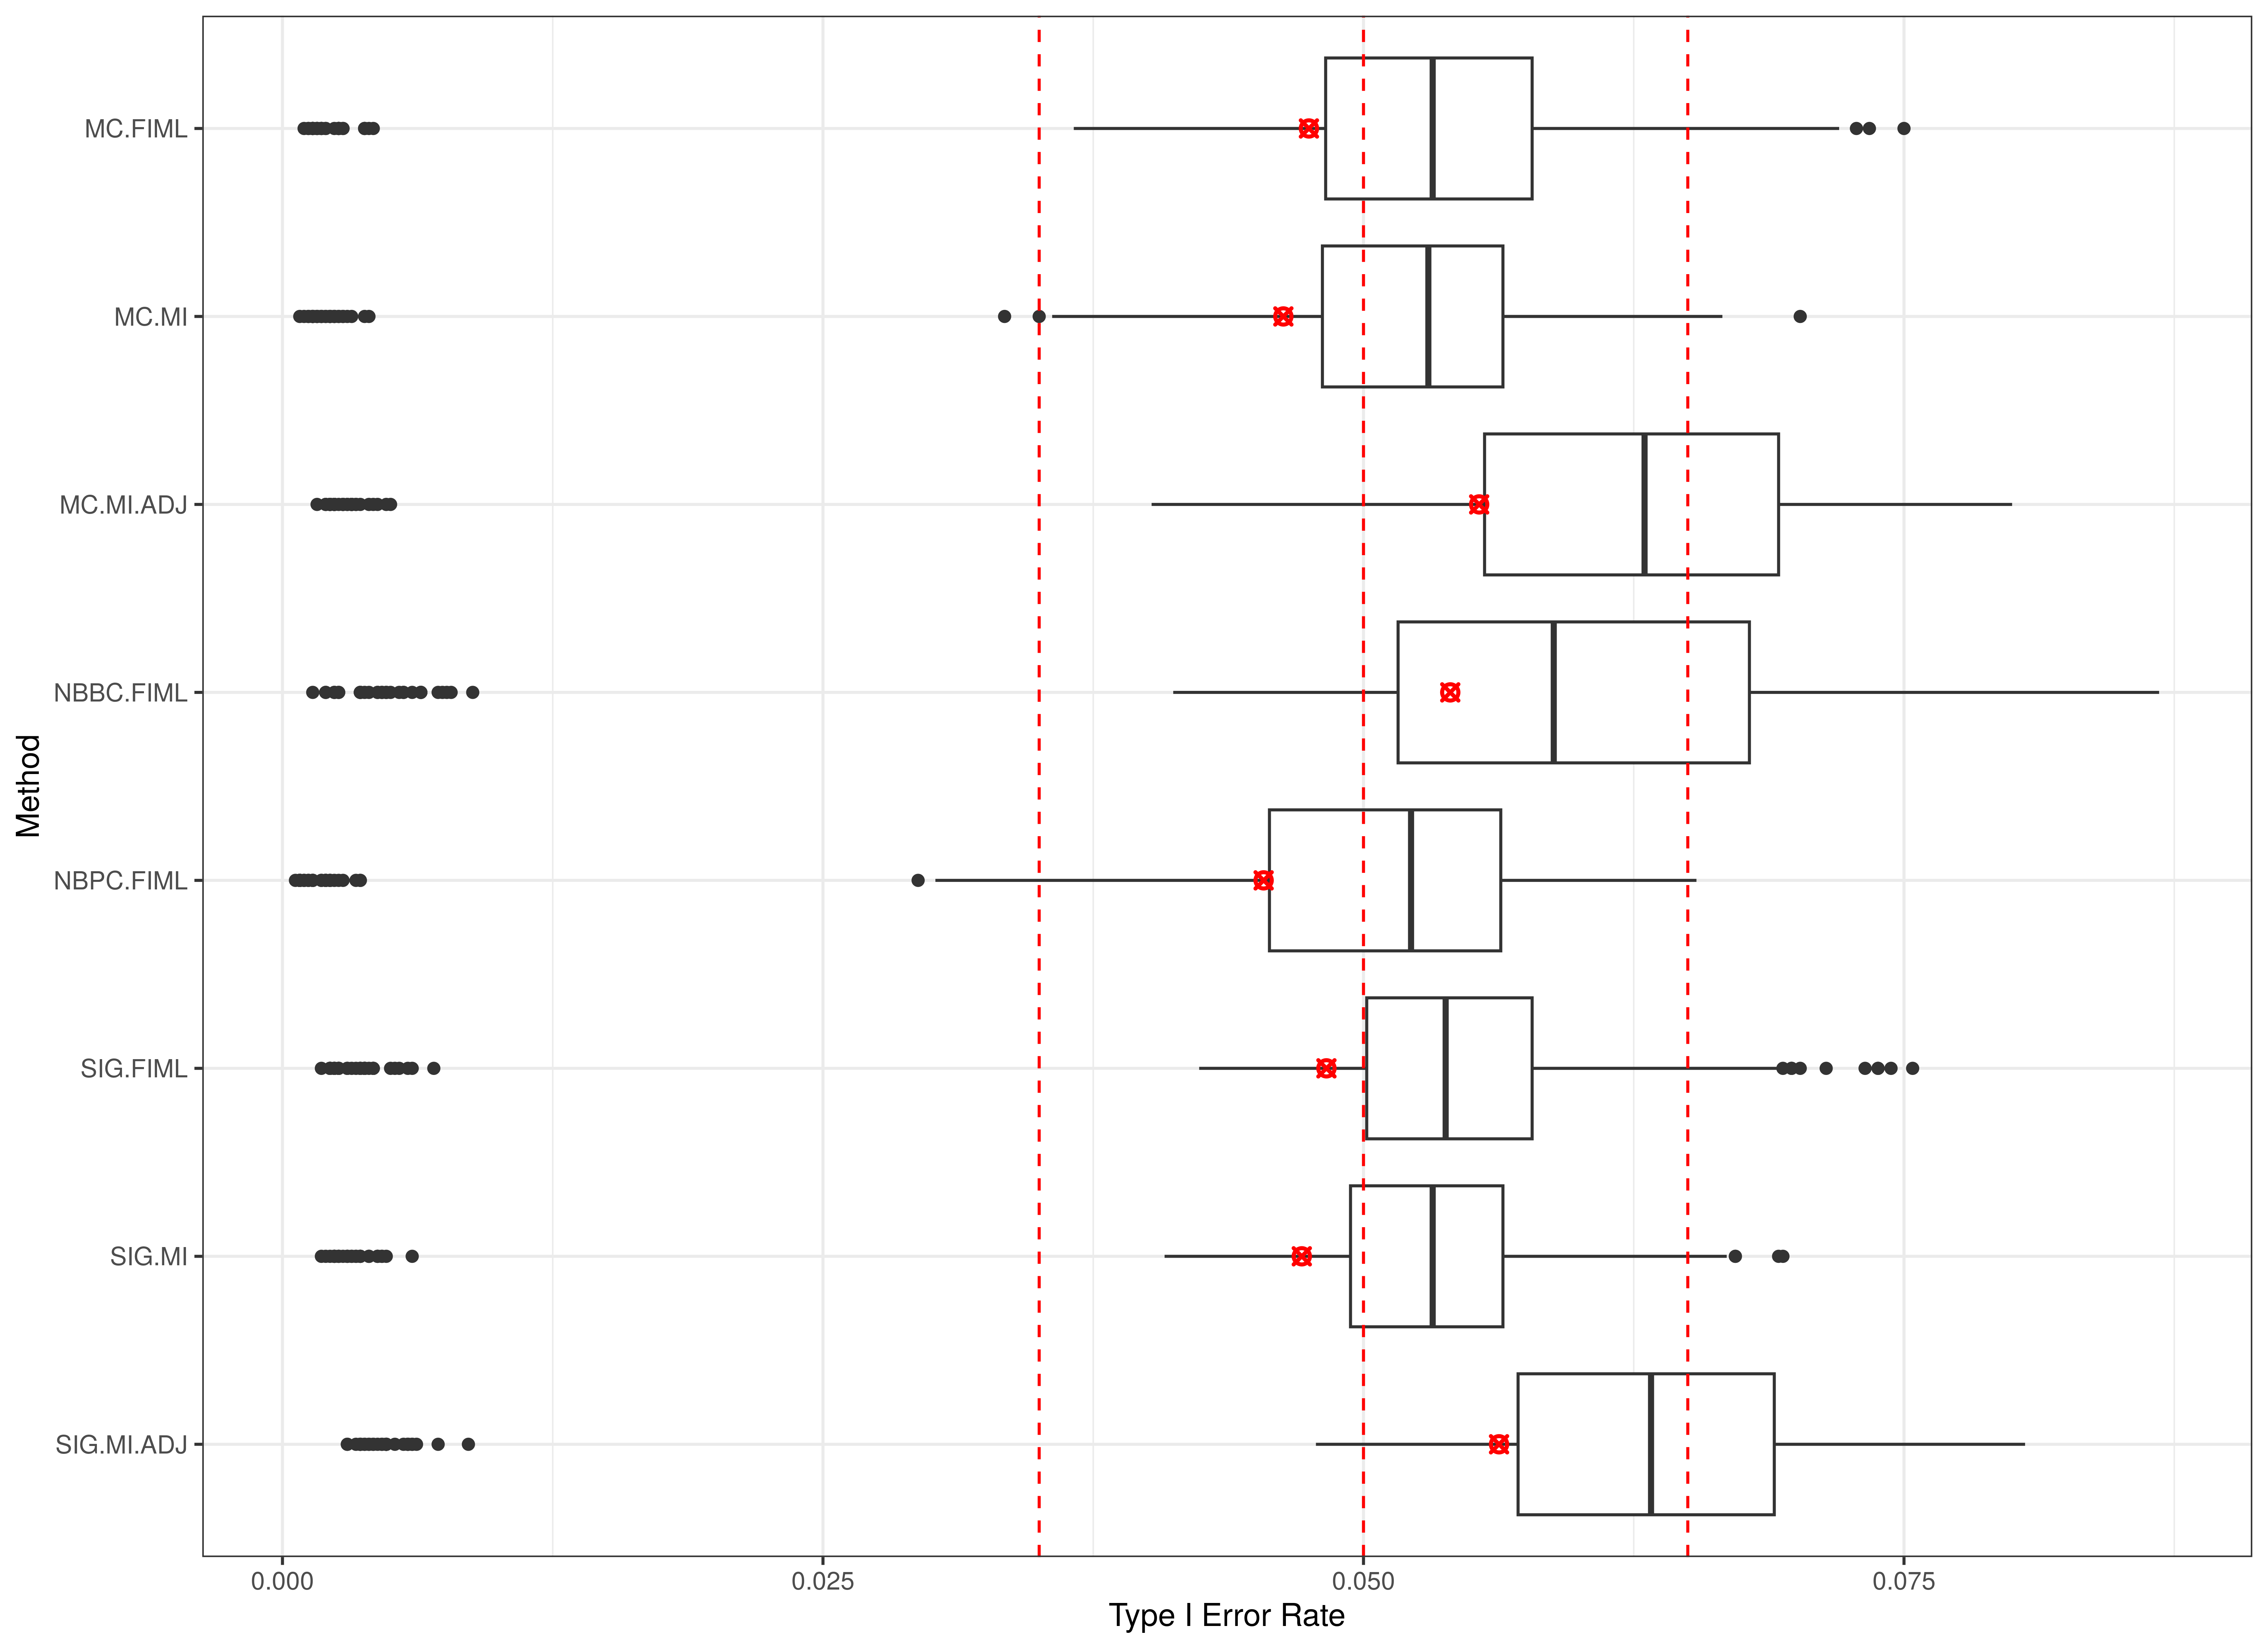 Method
MC.FIML
MC.MI
MC.MI.ADJ
NBBC.FIML
NBPC.FIML
SIG.FIML
SIG.MI
SIG.MI.ADJ
0.000 0.025 0.050 0.075
Type I Error Rate